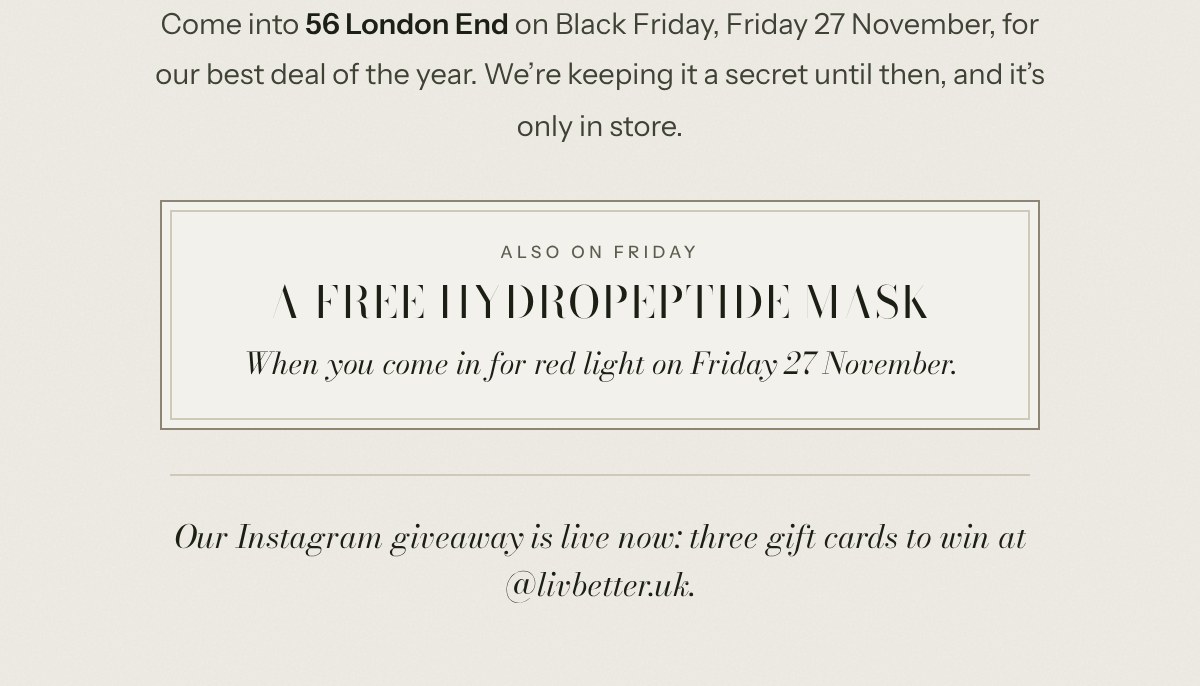 Come into 56 London End on Black Friday, Friday 27 November, for
our best deal of the year. We’re keeping it a secret until then, and it’s
only in store.
ALSO ON FRIDAY
A FREE HYDROPEPTIDE MASK
When you come in for red light on Friday 27 November.
Our Instagram giveaway is live now: three gift cards to win at
@livbetter.uk.